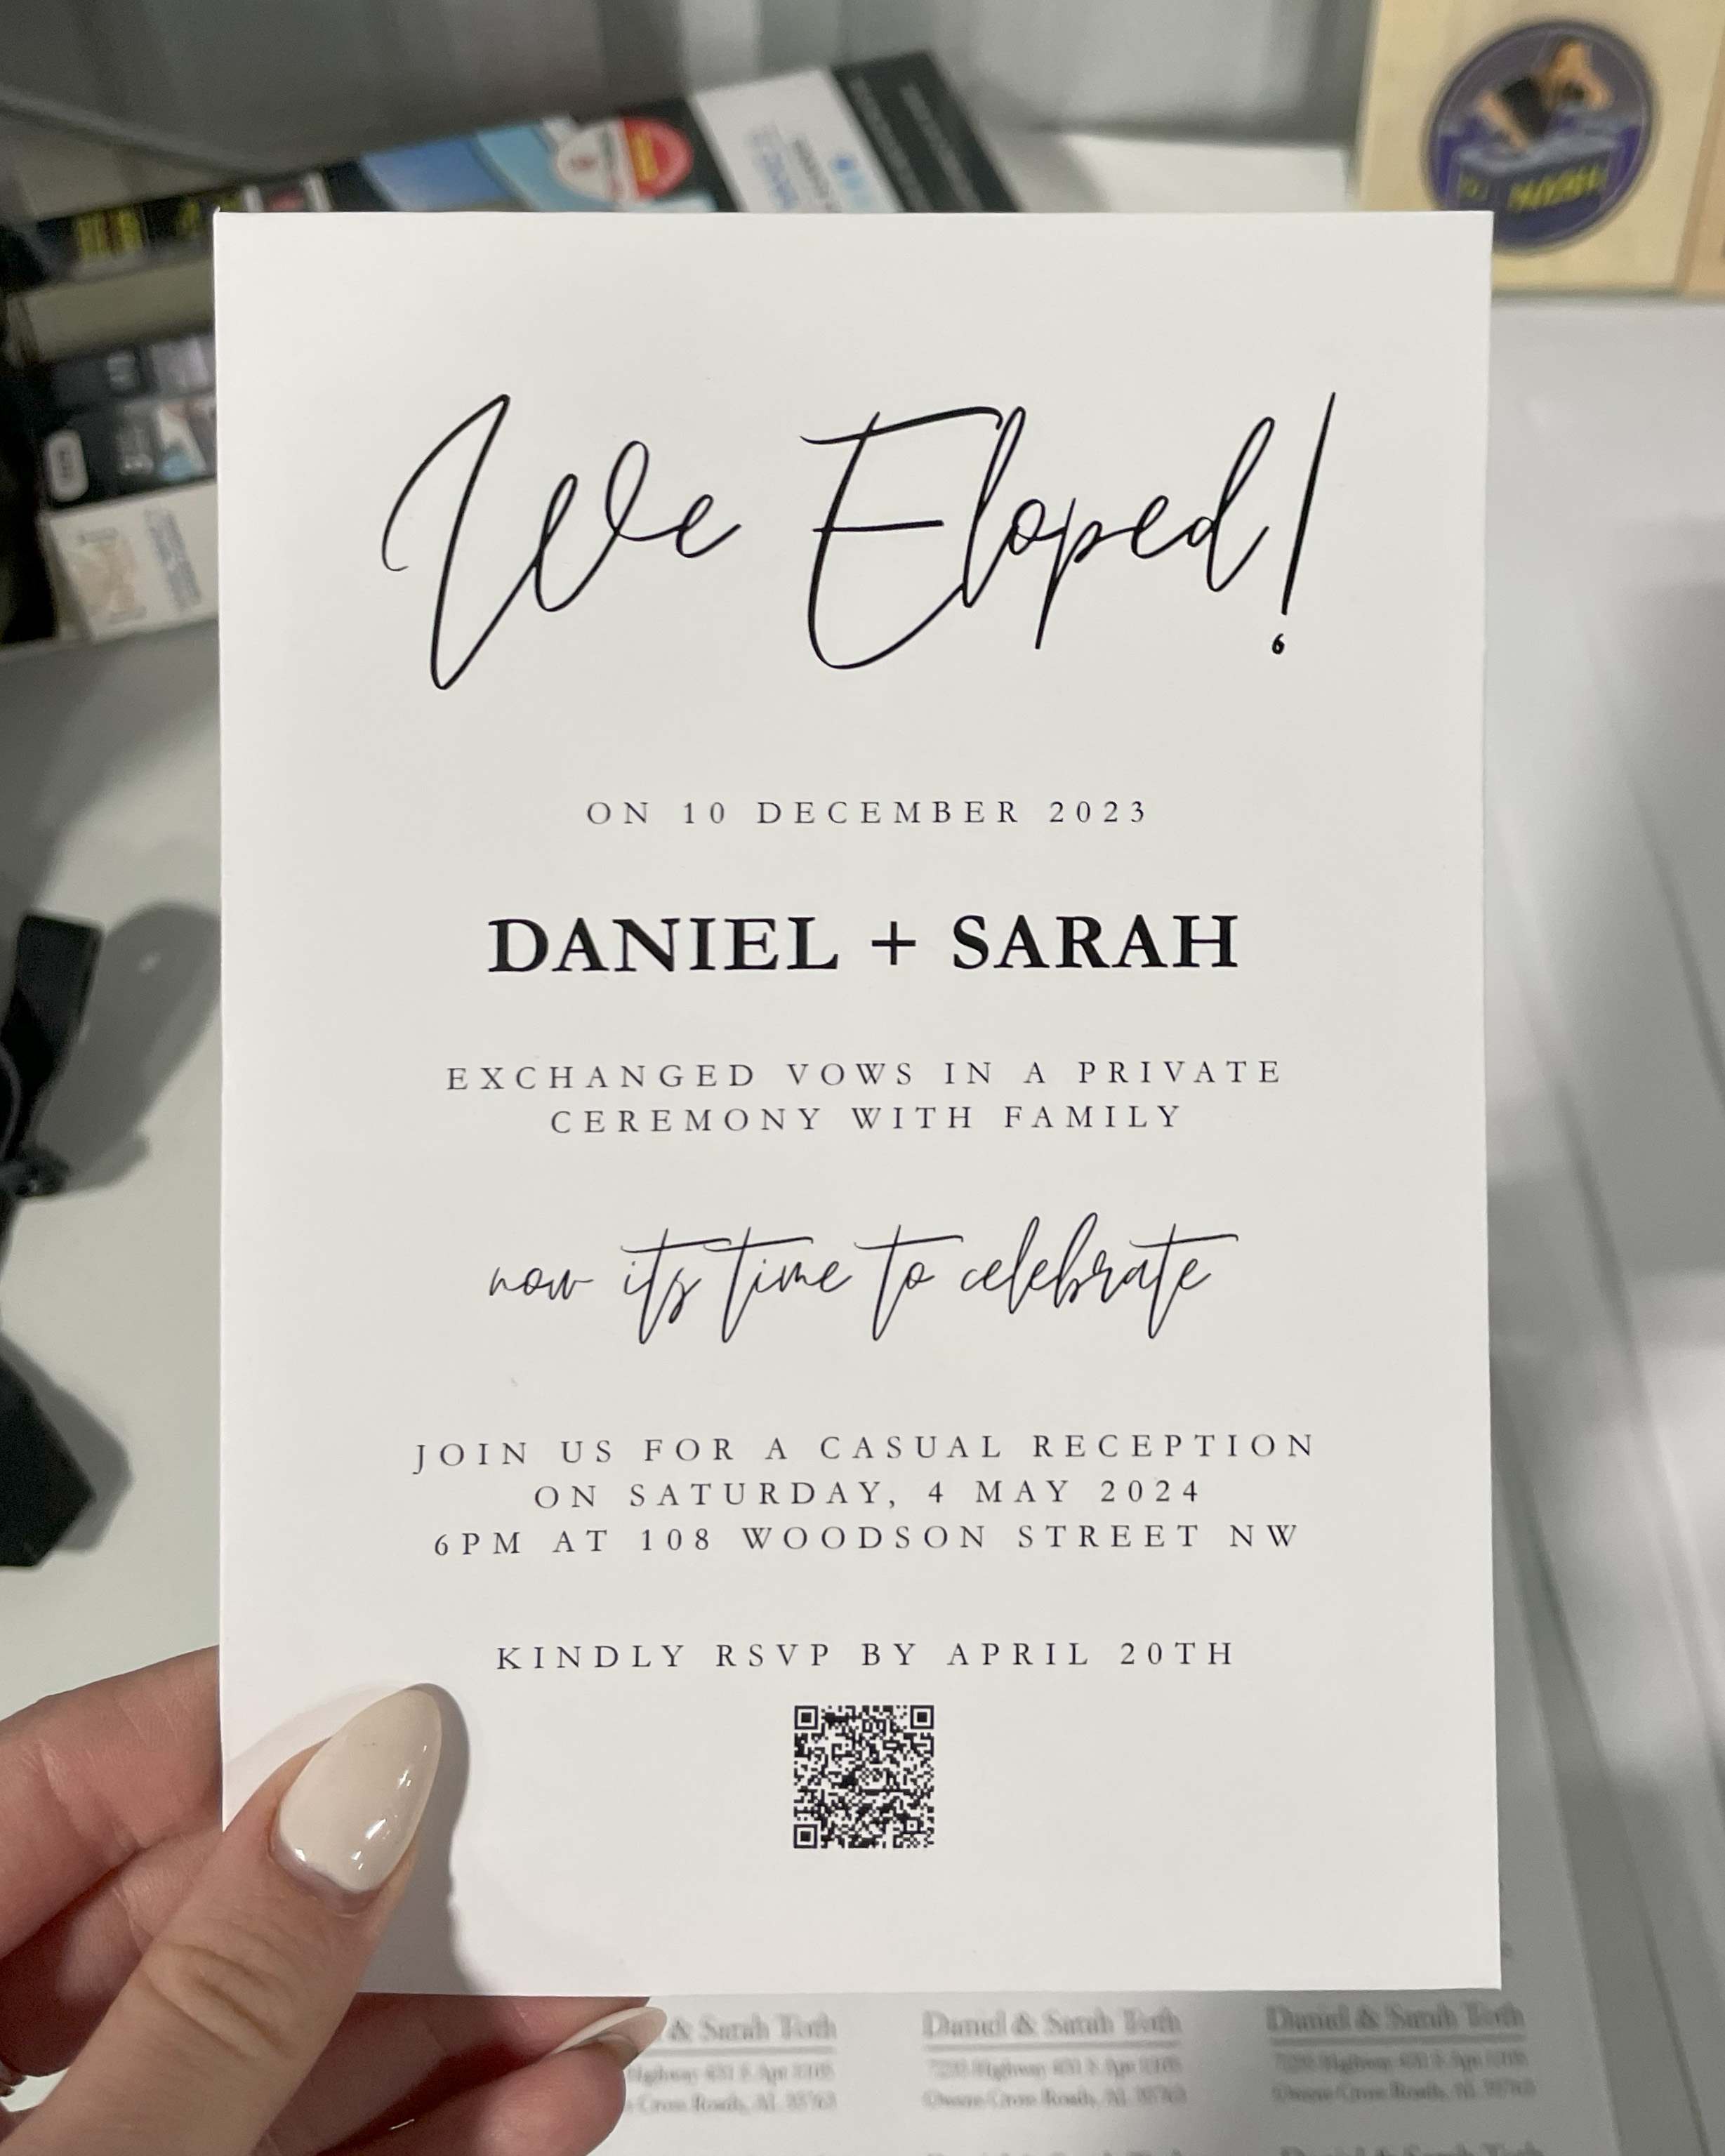 We Eloped!
ON 10 DECEMBER 2023
DANIEL + SARAH
EXCHANGED VOWS IN A PRIVATE
CEREMONY WITH FAMILY
now its time to celebrate
JOIN US FOR A CASUAL RECEPTION
ON SATURDAY, 4 MAY 2024
6PM AT 108 WOODSON STREET NW
KINDLY RSVP BY APRIL 20TH
& Sarah Toth
Daniel & Sarah Toth
Daniel & Sarah Toth